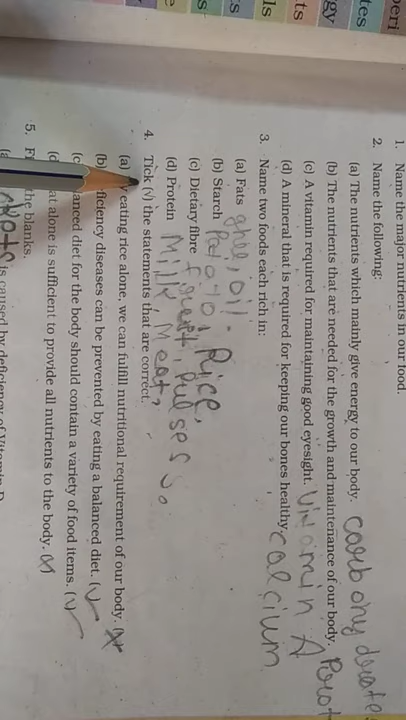 1. Name the major nutrients in our food.
2. Name the following:
(a) The nutrients which mainly give energy to our body. carbohydrate
(b) The nutrients that are needed for the growth and maintenance of our body.
(c) A vitamin required for maintaining good eyesight. Vitamin A
(d) A mineral that is required for keeping our bones healthy calcium
3. Name two foods each rich in:
(a) Fats ghee, oil.
(b) Starch Potato, Rice,
(c) Dietary fibre Pulses
(d) Protein Milk, Meat,
4. Tick (√) the statements that are correct.
(a) eating rice alone, we can fulfill nutritional requirement of our body. (X
(b) deficiency diseases can be prevented by eating a balanced diet. (✓
(c) anced diet for the body should contain a variety of food items. (✓
(d) at alone is sufficient to provide all nutrients to the body. (X)
5. the blanks.
is caused by deficiency of Vitamin D